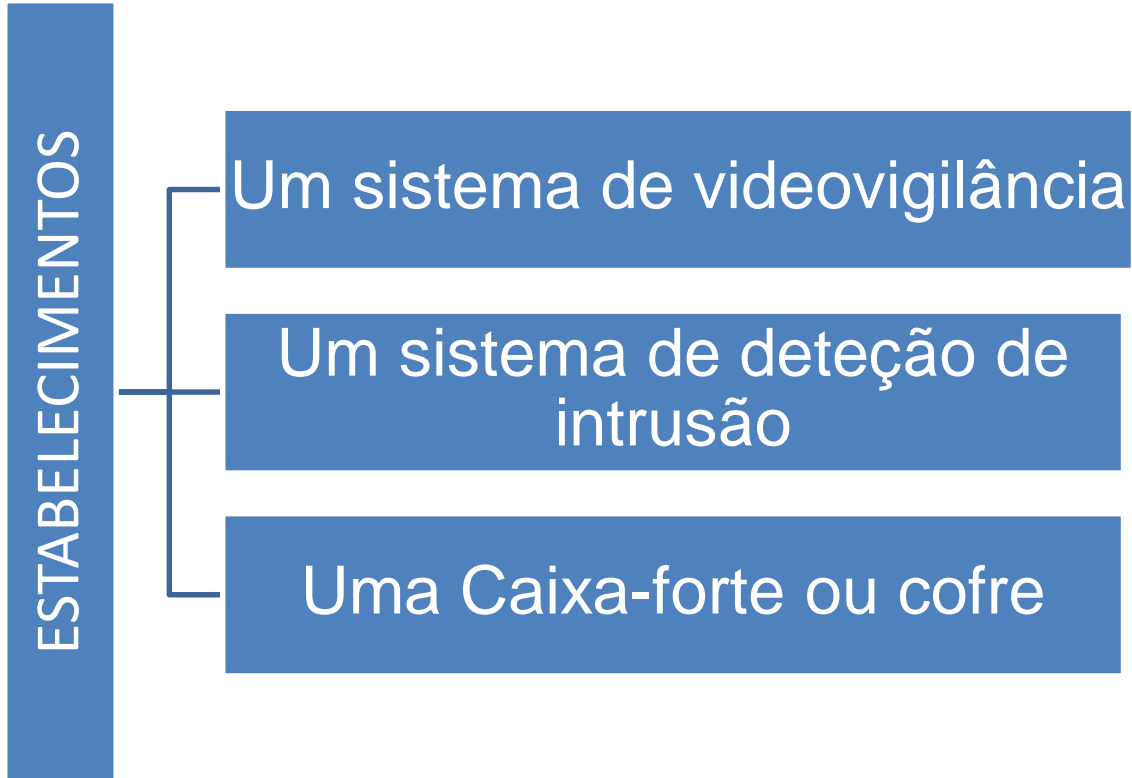 ESTABELECIMENTOS
Um sistema de videovigilância
Um sistema de deteção de
intrusão
Uma Caixa-forte ou cofre